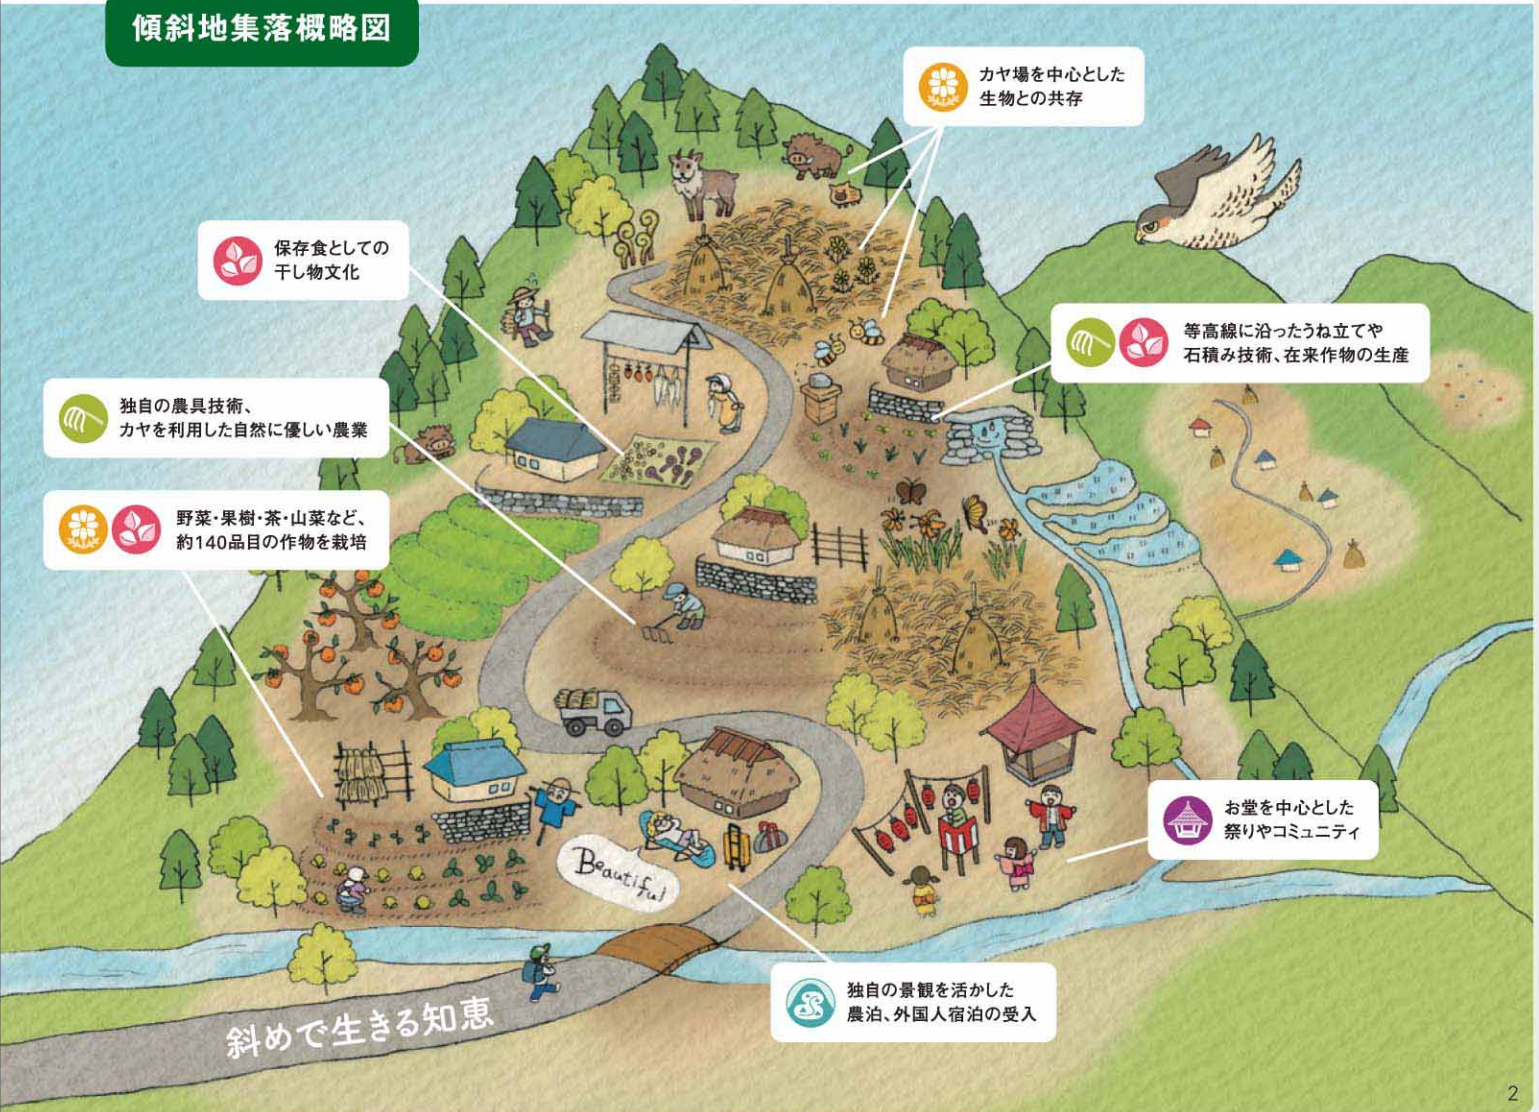 傾斜地集落概略図
カヤ場を中心とした
生物との共存
保存食としての
干し物文化
等高線に沿ったうね立てや
石積み技術、在来作物の生産
独自の農具技術、
カヤを利用した自然に優しい農業
野菜・果樹・茶・山菜など、
約140品目の作物を栽培
お堂を中心とした
祭りやコミュニティ
Beautiful
独自の景観を活かした
農泊、外国人宿泊の受入
斜めで生きる知恵
2